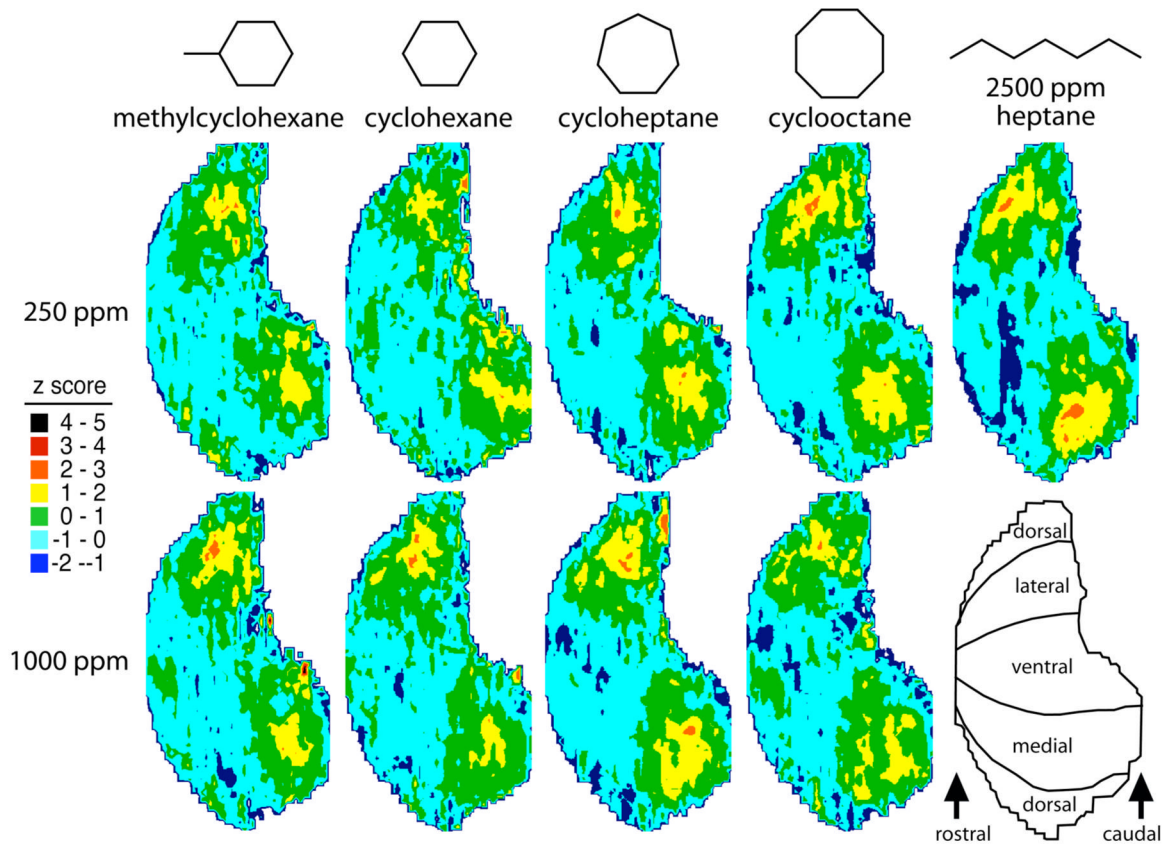 methylcyclohexane
cyclohexane
cycloheptane
cyclooctane
2500 ppm
heptane
250 ppm
z score
4 - 5
3 - 4
2 - 3
1 - 2
0 - 1
-1 - 0
-2 --1
1000 ppm
dorsal
lateral
ventral
medial
dorsal
rostral
caudal